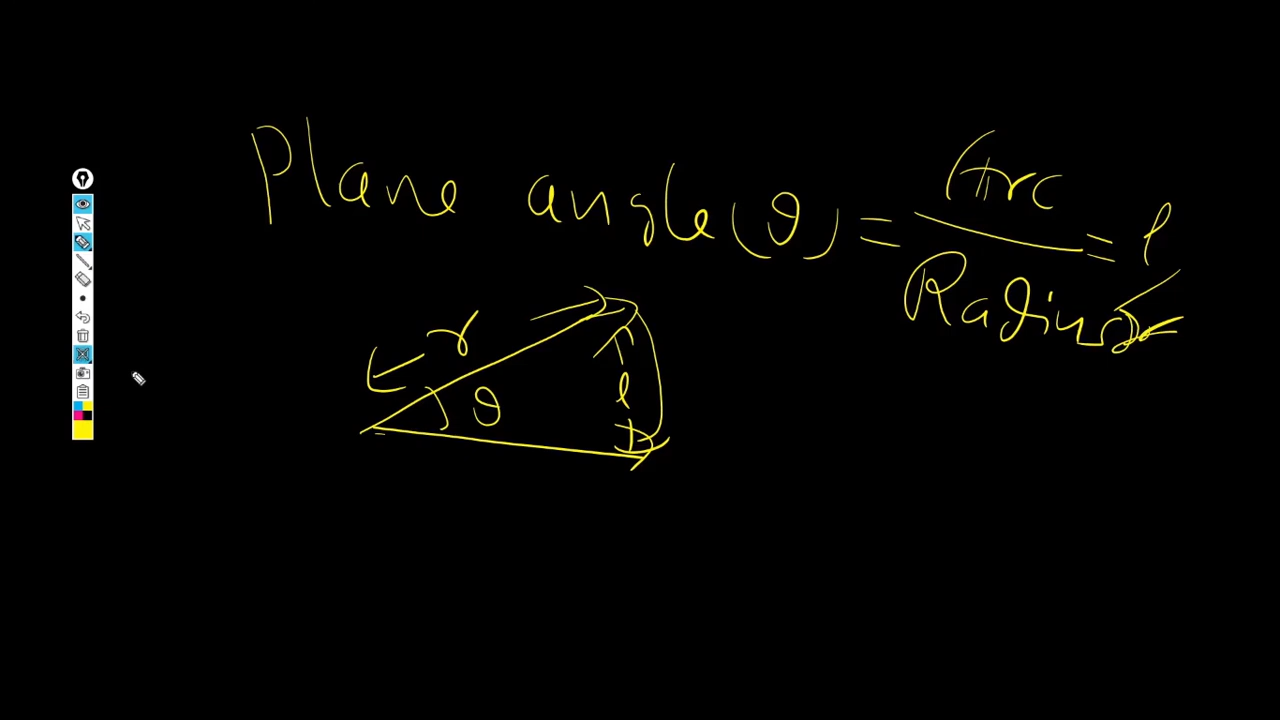 Plane angle(θ) = Arc / Radius = l / r
r
θ
l